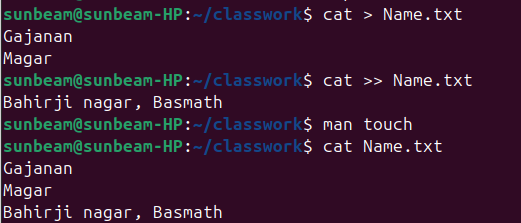 sunbeam@sunbeam-HP:~/classwork$ cat > Name.txt
Gajanan
Magar
sunbeam@sunbeam-HP:~/classwork$ cat >> Name.txt
Bahirji nagar, Basmath
sunbeam@sunbeam-HP:~/classwork$ man touch
sunbeam@sunbeam-HP:~/classwork$ cat Name.txt
Gajanan
Magar
Bahirji nagar, Basmath